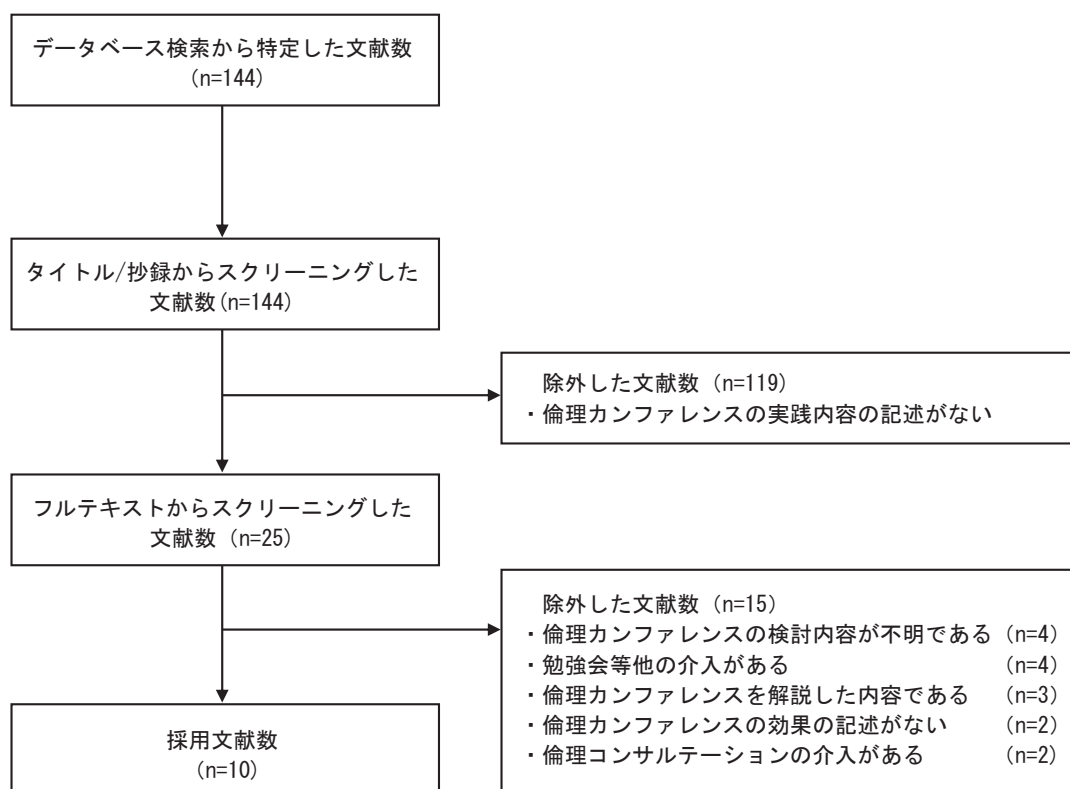 データベース検索から特定した文献数
(n=144)
タイトル/抄録からスクリーニングした
文献数(n=144)
除外した文献数（n=119)
・倫理カンファレンスの実践内容の記述がない
フルテキストからスクリーニングした
文献数（n=25)
除外した文献数（n=15)
・倫理カンファレンスの検討内容が不明である（n=4)
・勉強会等他の介入がある（n=4)
・倫理カンファレンスを解説した内容である（n=3)
・倫理カンファレンスの効果の記述がない（n=2)
・倫理コンサルテーションの介入がある（n=2)
採用文献数
(n=10)